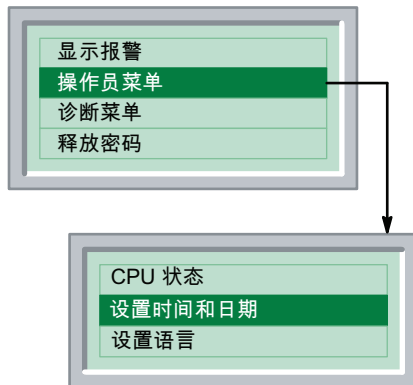 显示报警
操作员菜单
诊断菜单
释放密码
CPU 状态
设置时间和日期
设置语言